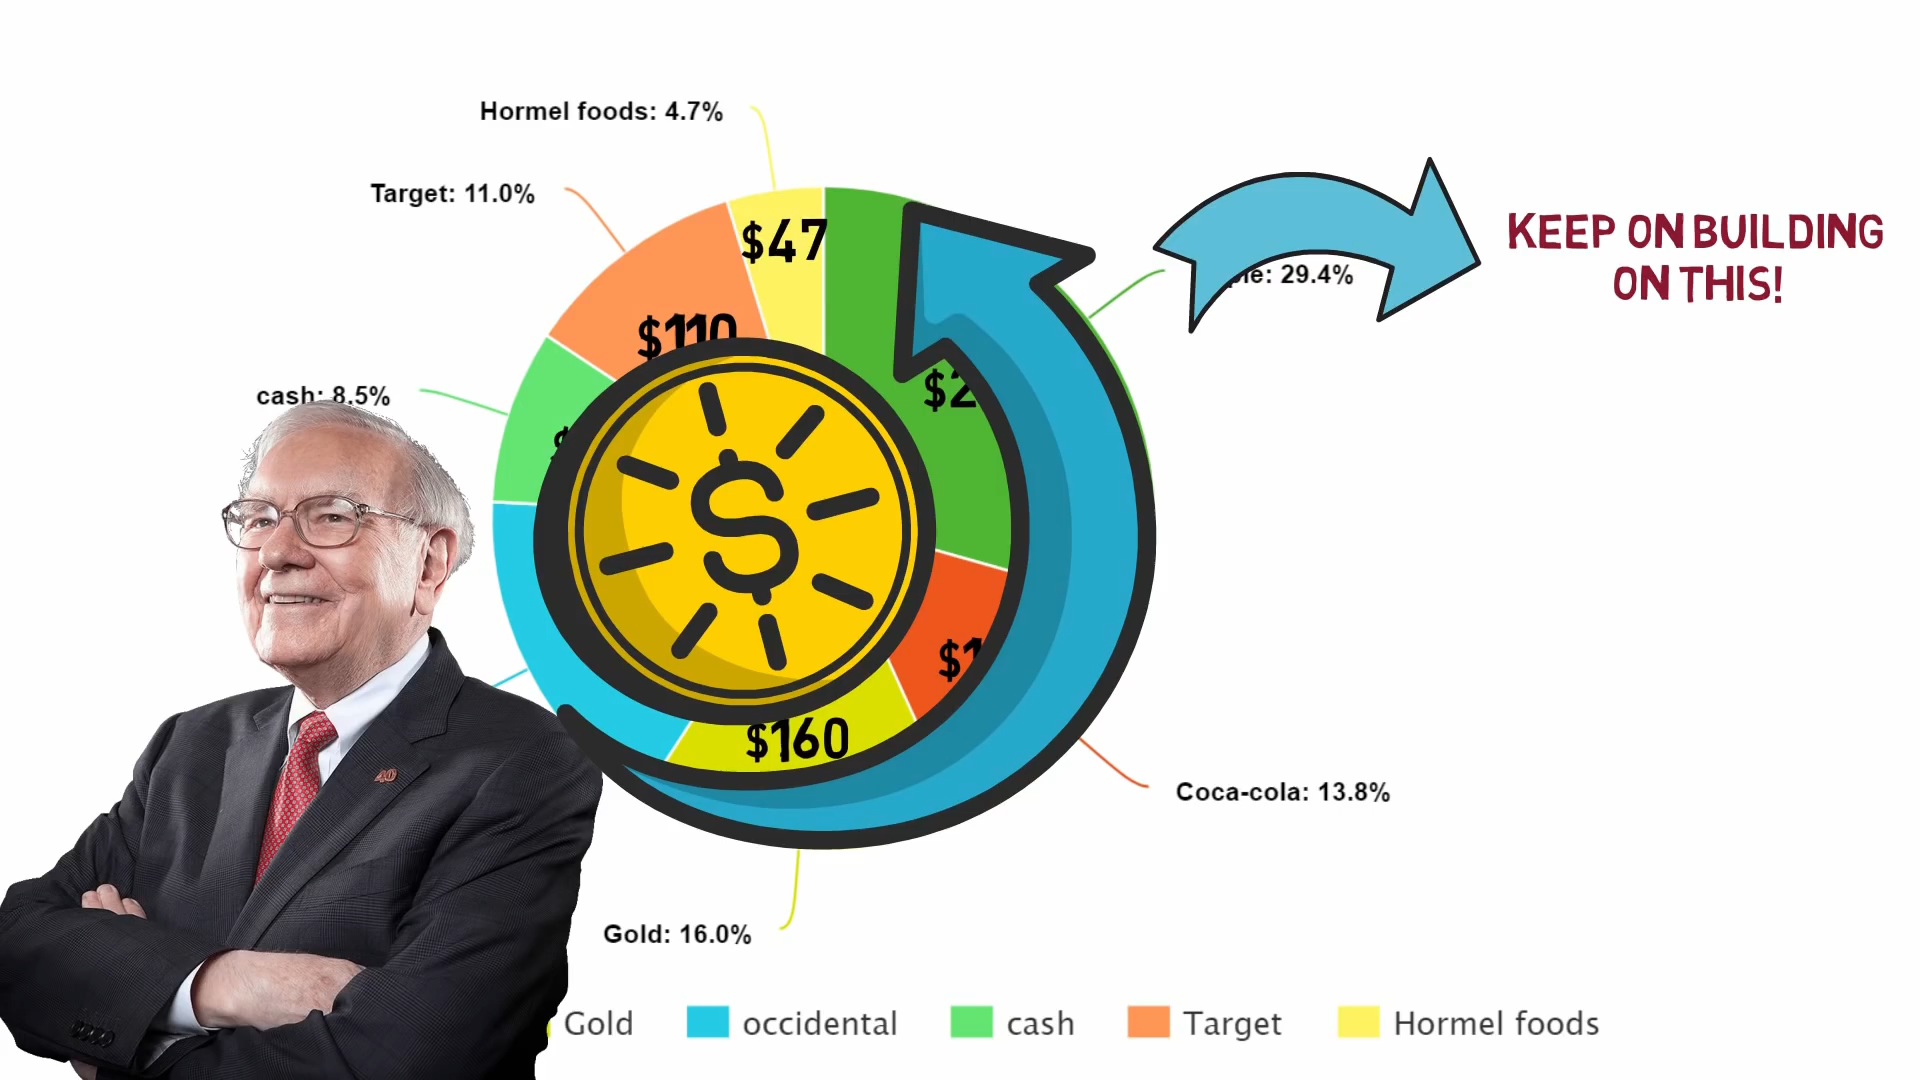 Hormel foods: 4.7%
Target: 11.0%
$47
KEEP ON BUILDING
ON THIS!
29.4%
$110
cash: 8.5%
$160
Coca-cola: 13.8%
Gold: 16.0%
Gold occidental cash Target Hormel foods